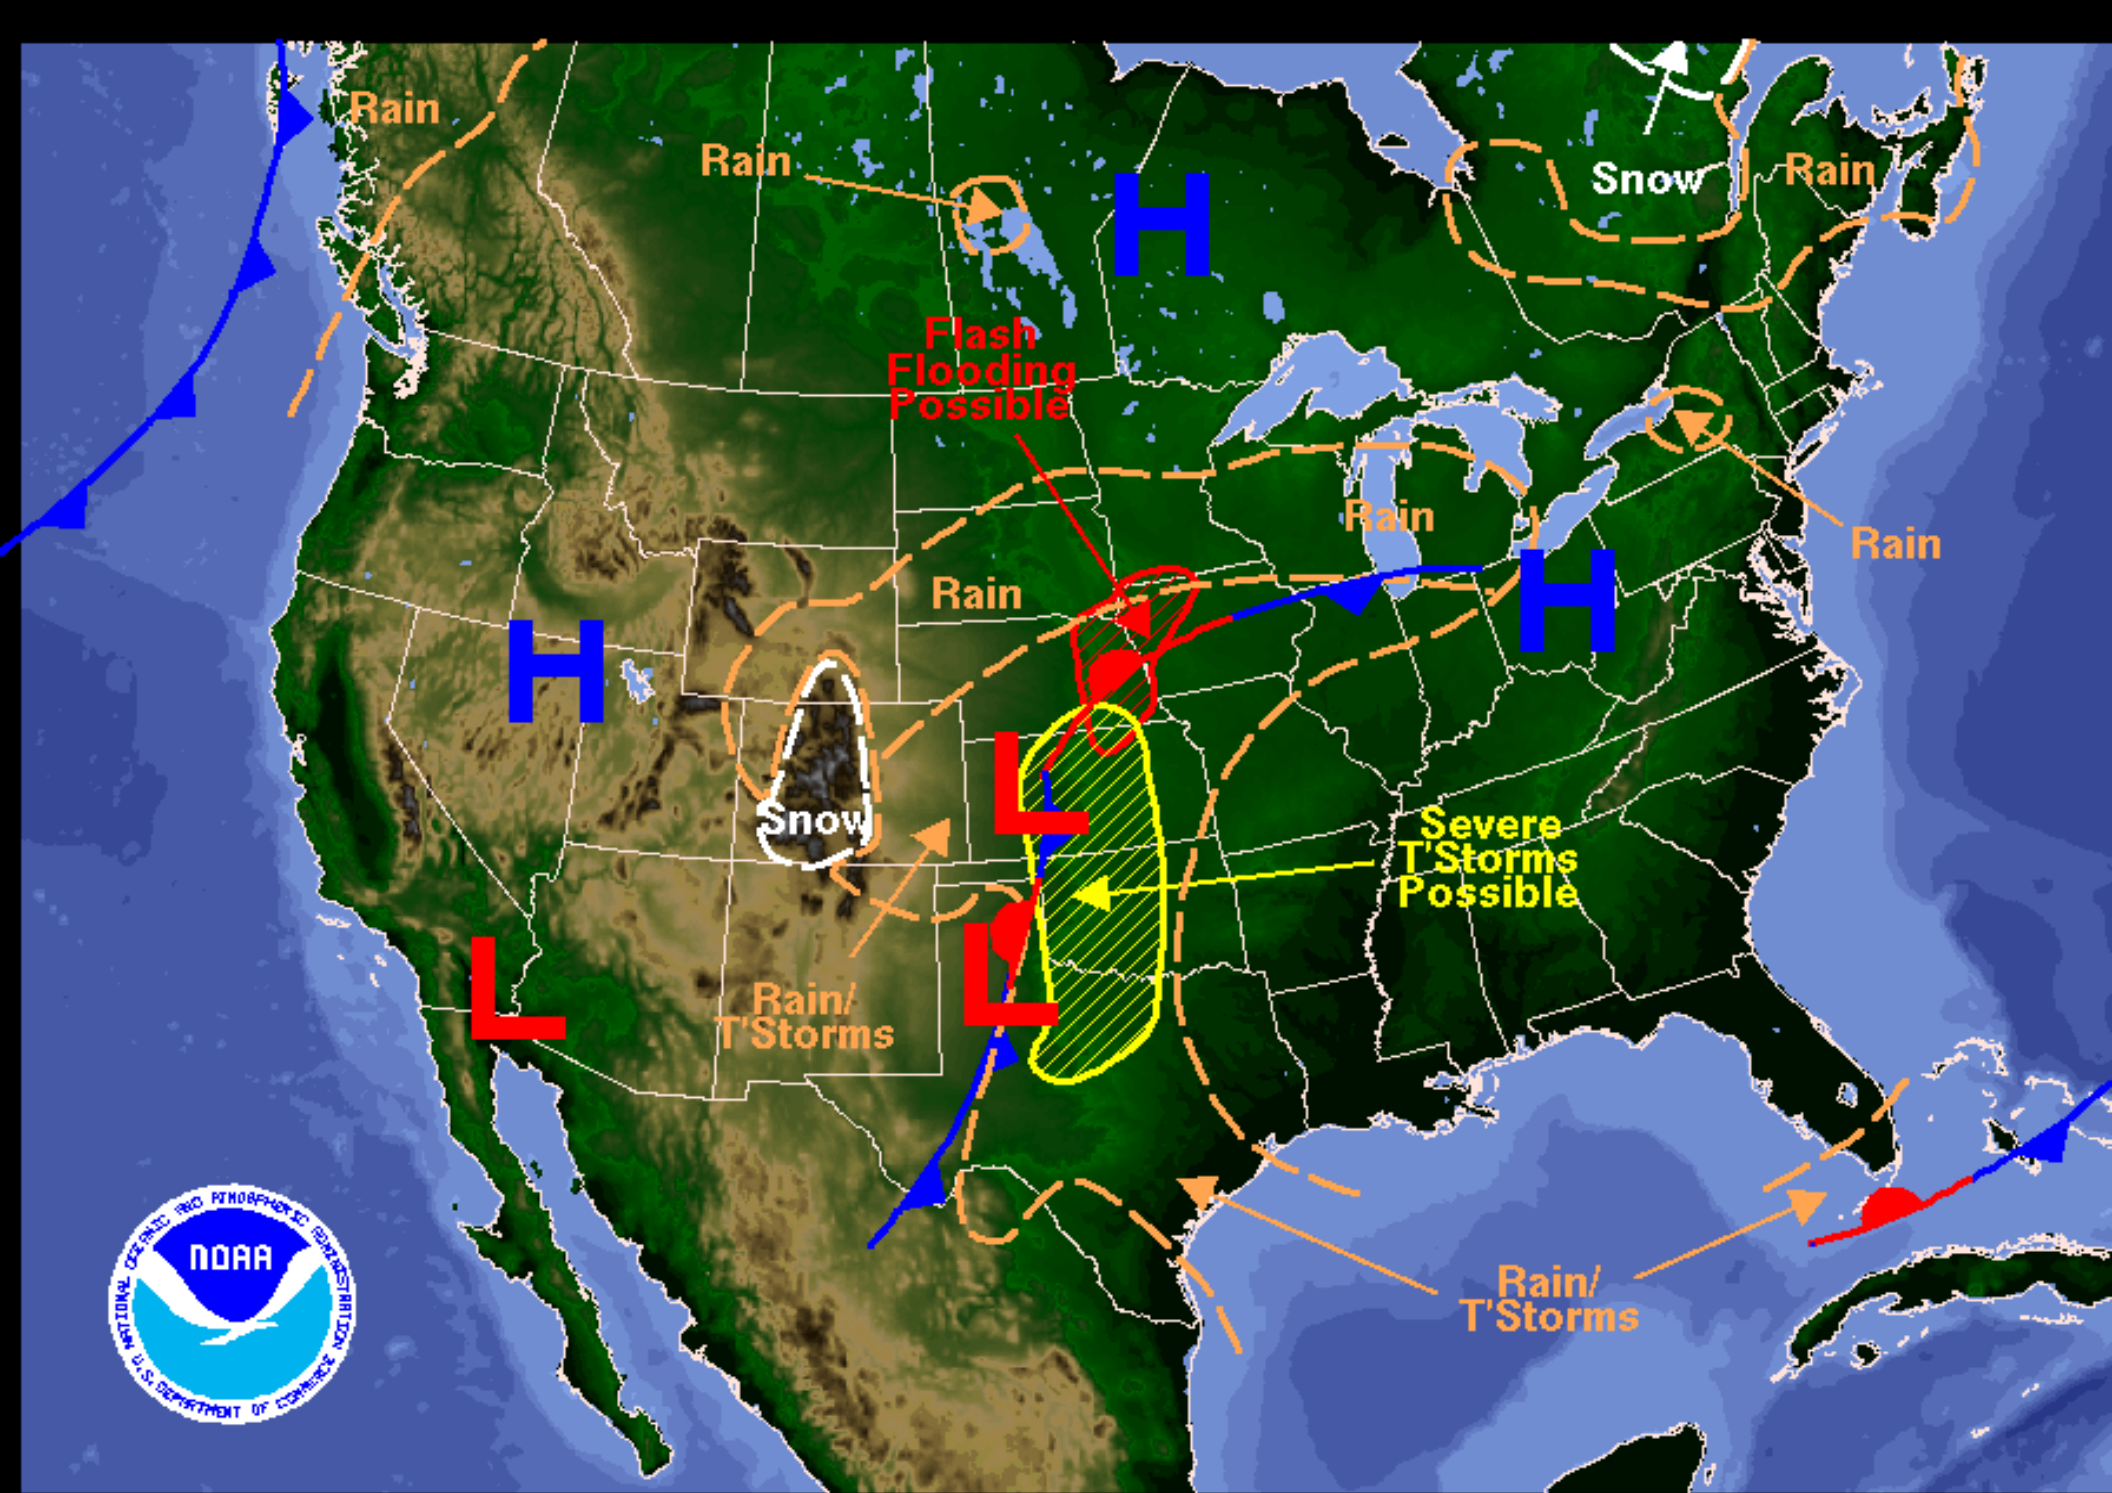 Rain
Rain
Snow
Rain
H
Flash
Flooding
Possible
Rain
Rain
Rain
H
H
L
Snow
Severe
T'Storms
Possible
L
L
Rain/
T'Storms
Rain/
T'Storms
NATIONAL OCEANIC AND ATMOSPHERIC ADMINISTRATION
NOAA
U.S. DEPARTMENT OF COMMERCE